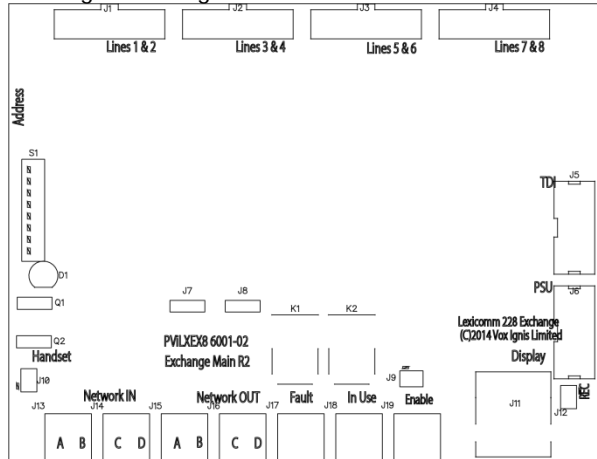 J1 J2 J3 J4
Lines 1 & 2 Lines 3 & 4 Lines 5 & 6 Lines 7 & 8
Address
S1
TDI J5
D1
J7 J8 K1 K2
PSU J6
Q1
Lexicomm 228 Exchange
(C)2014 Vox Ignis Limited
PViLXEX8 6001-02
Exchange Main R2
Q2
Handset
Display
J10
J9
REC
Network IN Network OUT Fault In Use Enable
J11
J12
J13 J14 J15 J16 J17 J18 J19
A B C D A B C D